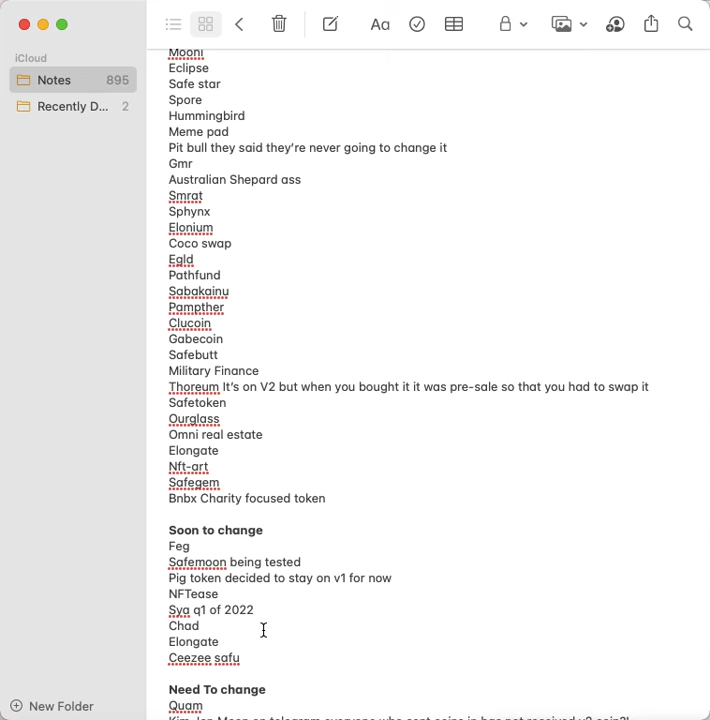 Aa
iCloud
Notes 895
Recently D... 2
New Folder
Mooni
Eclipse
Safe star
Spore
Hummingbird
Meme pad
Pit bull they said they're never going to change it
Gmr
Australian Shepard ass
Smrat
Sphynx
Elonium
Coco swap
Egld
Pathfund
Sabakainu
Pampther
Clucoin
Gabecoin
Safebutt
Military Finance
Thoreum It's on V2 but when you bought it it was pre-sale so that you had to swap it
Safetoken
Ourglass
Omni real estate
Elongate
Nft-art
Safegem
Bnbx Charity focused token
Soon to change
Feg
Safemoon being tested
Pig token decided to stay on v1 for now
NFTease
Sya q1 of 2022
Chad
Elongate
Ceezee safu
Need To change
Quam